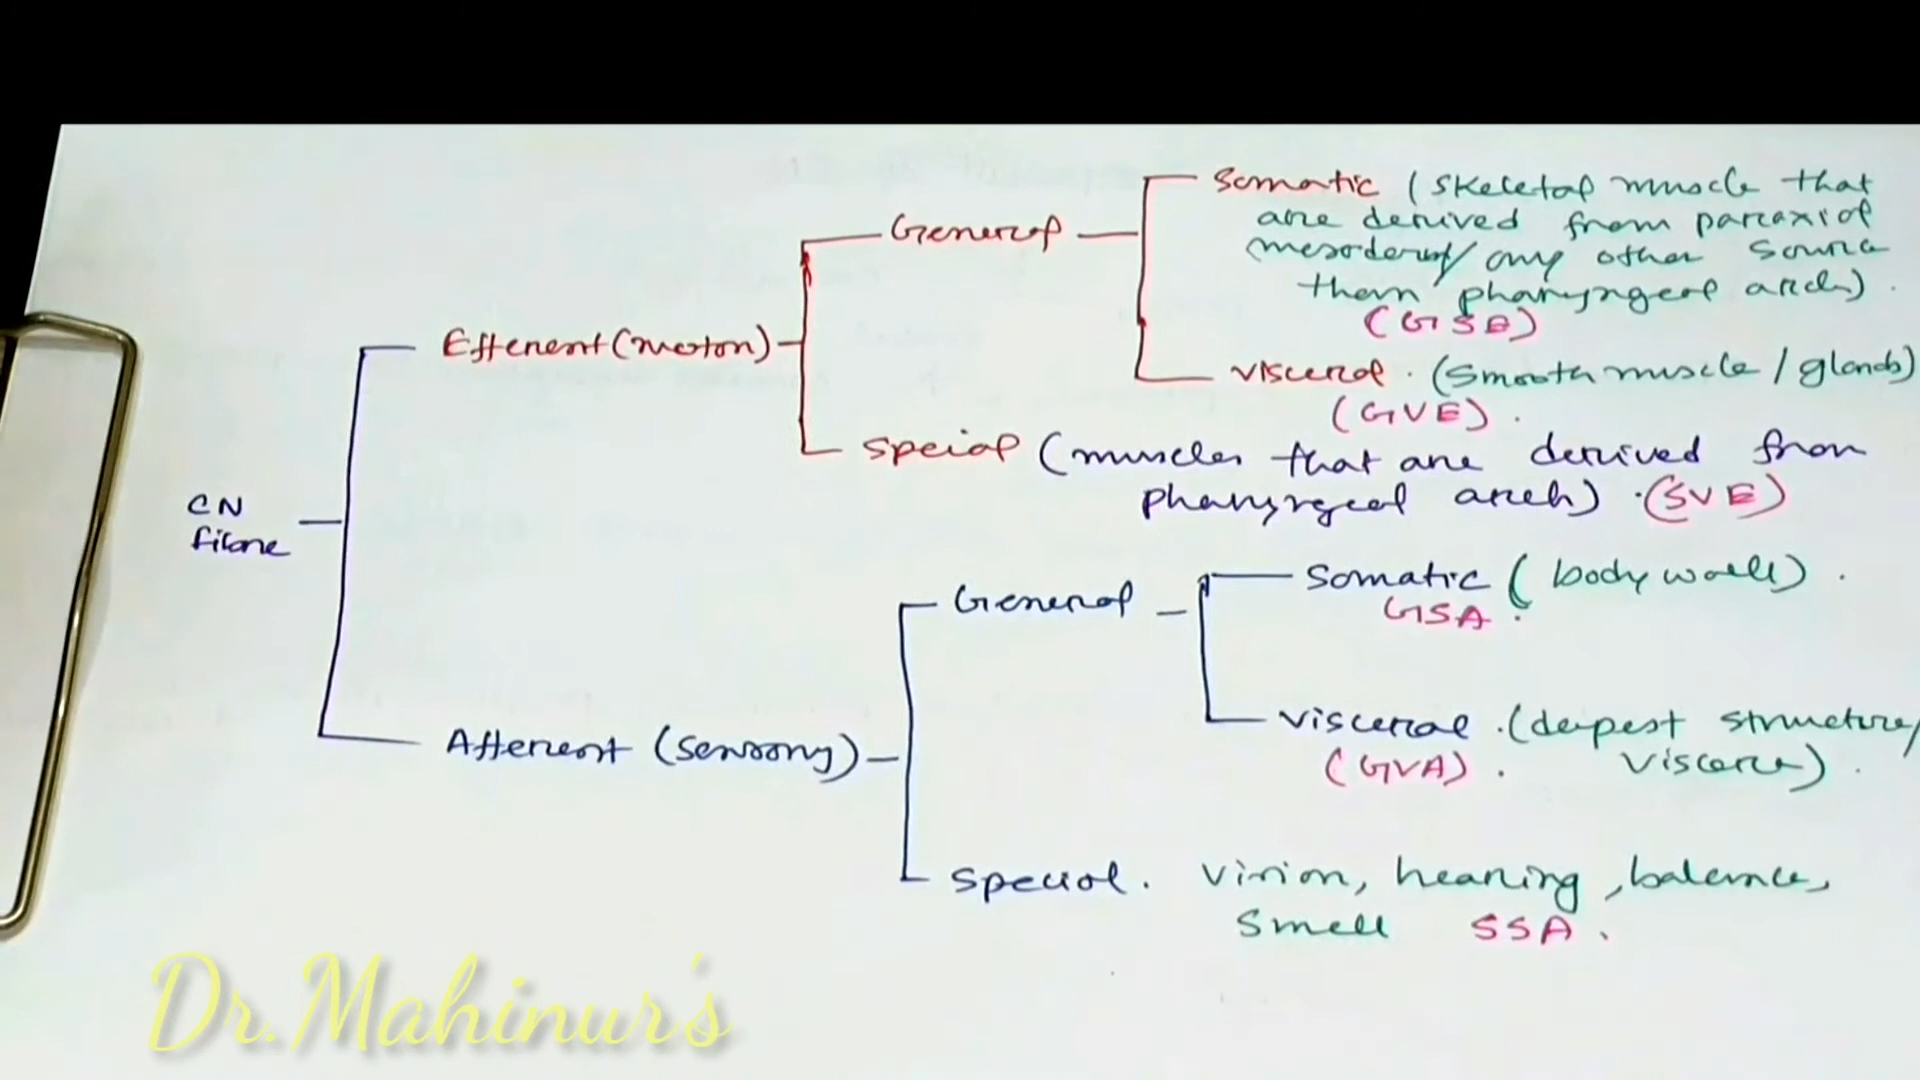 Somatic (Skeletal muscle that
are derived from paraxial
mesoderm/ any other source
than pharyngeal arch).
(GSE)
General
Efferent (motor)
visceral. (Smooth muscle / glands)
(GVE).
speial (muscles that are derived from
pharyngeal arch). (SVE)
CN
fibre
General
Somatic (body wall).
GSA.
Afferent (sensory)
visceral. (deepest structure/
viscera).
(GVA).
special. Vision, hearing, balance,
Smell SSA.
Dr.Mahinur's